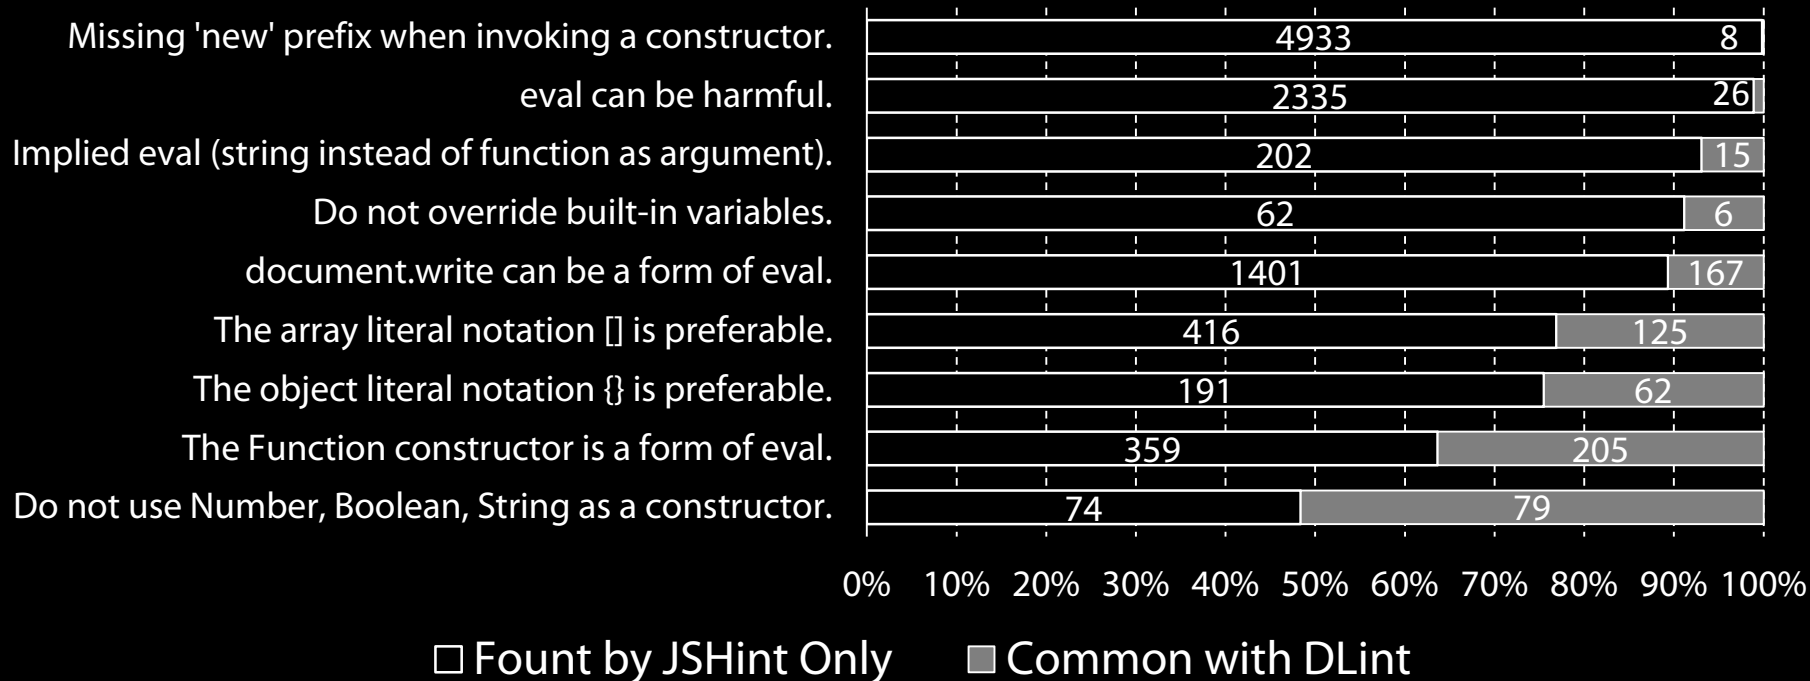 Missing 'new' prefix when invoking a constructor. 4933 8
eval can be harmful. 2335 26
Implied eval (string instead of function as argument). 202 15
Do not override built-in variables. 62 6
document.write can be a form of eval. 1401 167
The array literal notation [] is preferable. 416 125
The object literal notation {} is preferable. 191 62
The Function constructor is a form of eval. 359 205
Do not use Number, Boolean, String as a constructor. 74 79
0% 10% 20% 30% 40% 50% 60% 70% 80% 90% 100%
Fount by JSHint Only Common with DLint